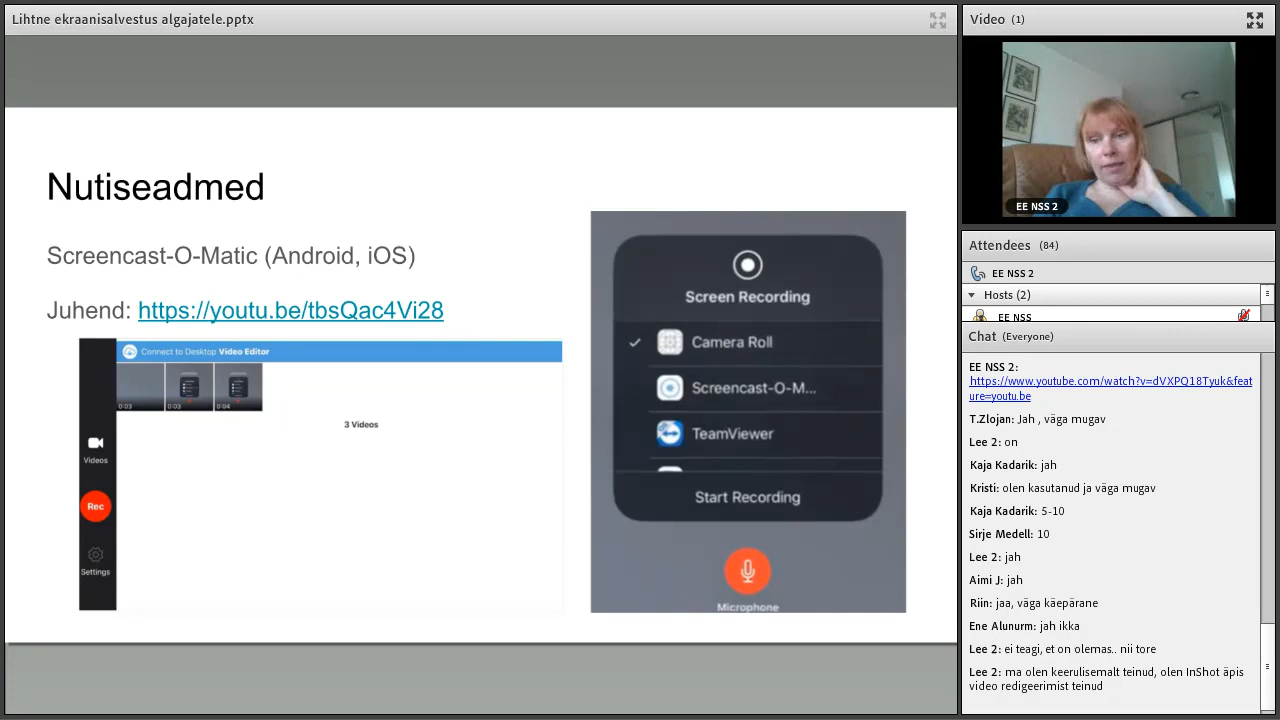 Lihtne ekraanisalvestus algajatele.pptx
Nutiseadmed
Screencast-O-Matic (Android, iOS)
Juhend: https://youtu.be/tbsQac4Vi28
Connect to Desktop Video Editor
0:03
0:03
0:04
3 Videos
Videos
Rec
Settings
Screen Recording
Camera Roll
Screencast-O-M...
TeamViewer
Start Recording
Microphone
Video (1)
EE NSS 2
Attendees (84)
EE NSS 2
Hosts (2)
EE NSS
Chat (Everyone)
EE NSS 2:
https://www.youtube.com/watch?v=dVXPQ18Tyuk&feat
ure=youtu.be
T.Zlojan: Jah , väga mugav
Lee 2: on
Kaja Kadarik: jah
Kristi: olen kasutanud ja väga mugav
Kaja Kadarik: 5-10
Sirje Medell: 10
Lee 2: jah
Aimi J: jah
Riin: jaa, väga käepärane
Ene Alunurm: jah ikka
Lee 2: ei teagi, et on olemas.. nii tore
Lee 2: ma olen keerulisemalt teinud, olen InShot äpis
video redigeerimist teinud